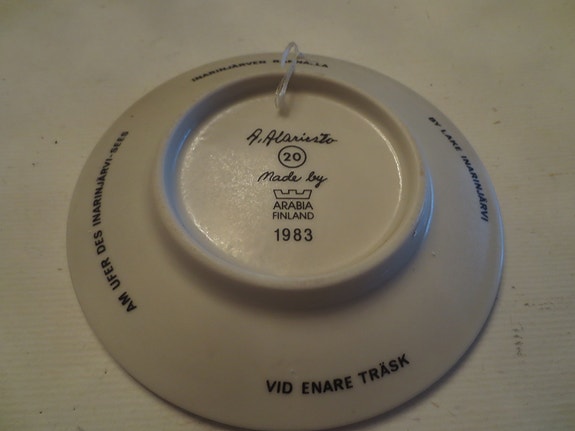 INARINJÄRVEN
BY LAKE INARINJÄRVI
VID ENARE TRÄSK
AM UFER DES INARINJÄRVI-SEES
A. Alariesto
20
Made by
ARABIA
FINLAND
1983